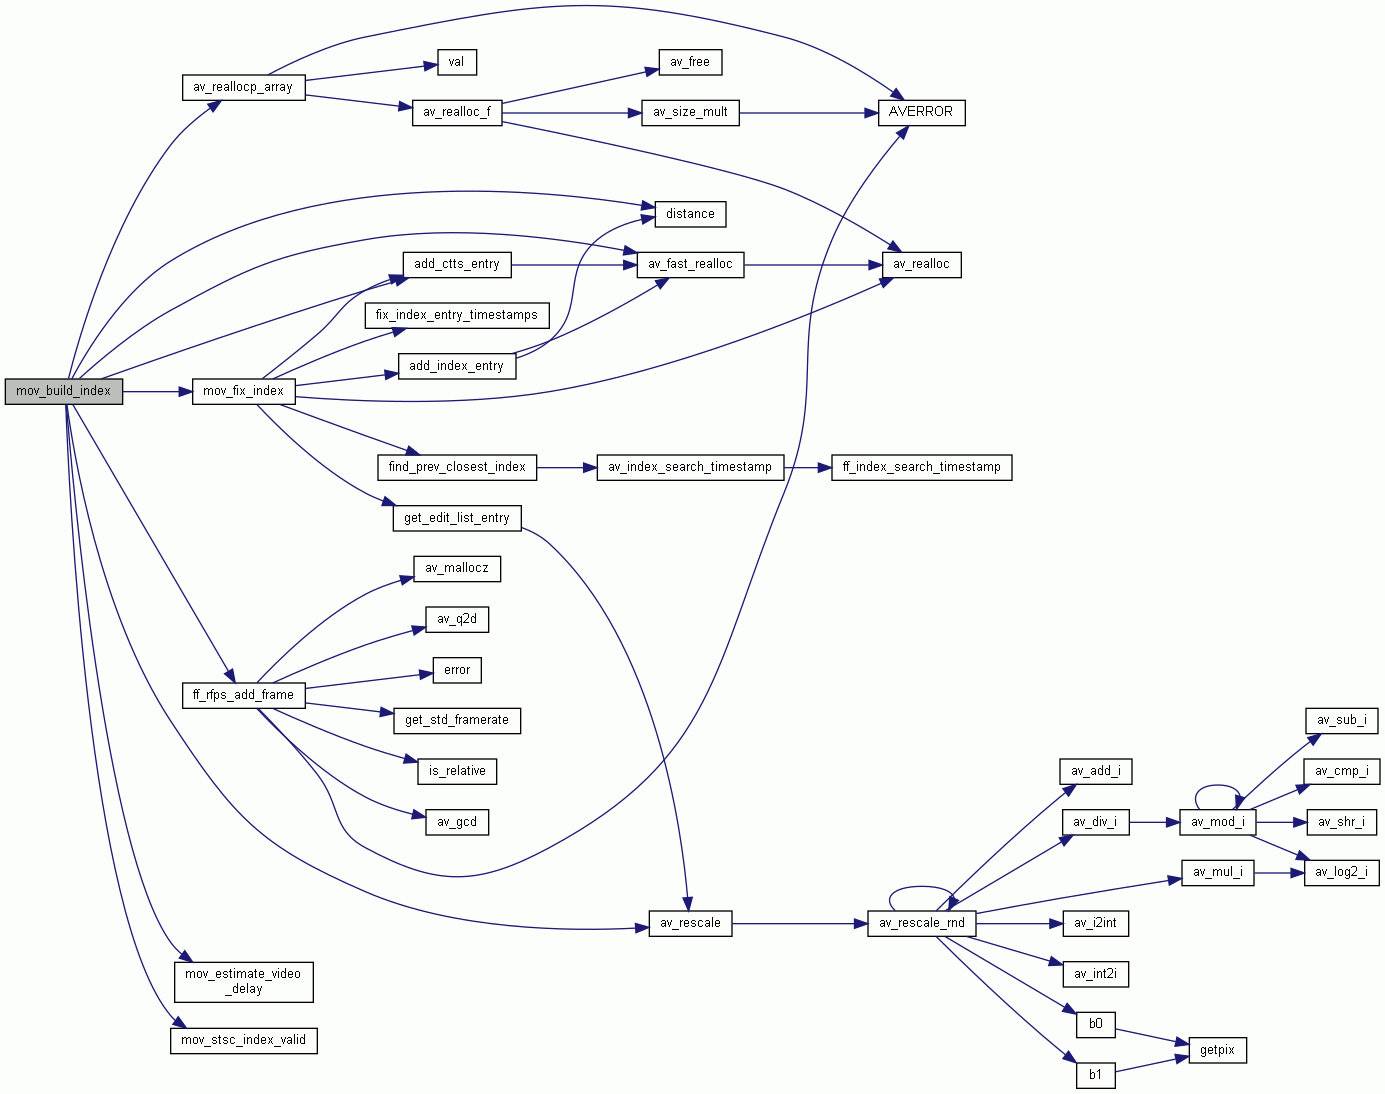 mov_build_index
av_reallocp_array
val
av_realloc_f
av_free
av_size_mult
AVERROR
distance
add_ctts_entry
av_fast_realloc
av_realloc
fix_index_entry_timestamps
add_index_entry
mov_fix_index
find_prev_closest_index
av_index_search_timestamp
ff_index_search_timestamp
get_edit_list_entry
av_mallocz
av_q2d
error
ff_rfps_add_frame
get_std_framerate
is_relative
av_gcd
av_rescale
av_rescale_rnd
av_add_i
av_div_i
av_mod_i
av_sub_i
av_cmp_i
av_shr_i
av_mul_i
av_log2_i
av_i2int
av_int2i
b0
b1
getpix
mov_estimate_video
_delay
mov_stsc_index_valid